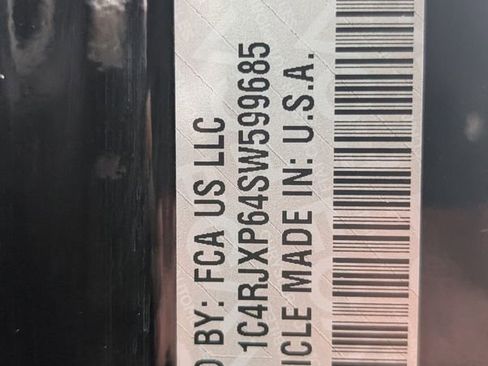 D BY: FCA US LLC
1C4RJXP64SW599685
ICLE MADE IN: U.S.A.